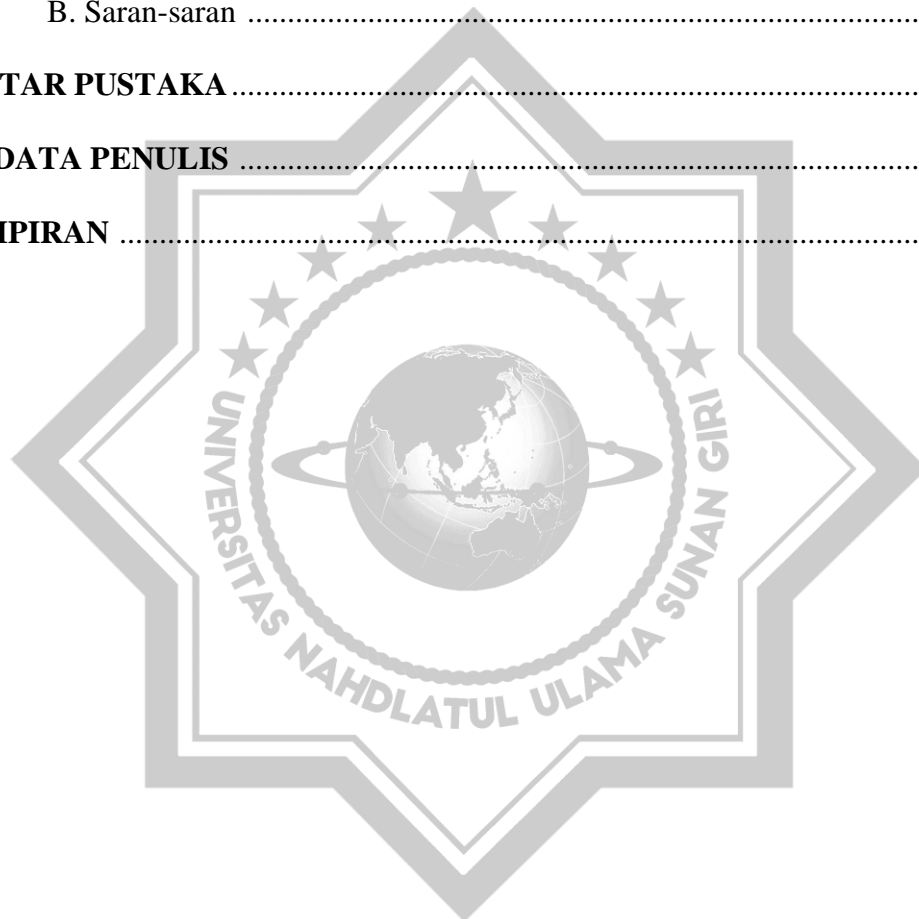 B. Saran-saran ....................................................................................
TAR PUSTAKA ....................................................................................
DATA PENULIS ....................................................................................
IPIRAN ....................................................................................
UNIVERSITAS NAHDLATUL ULAMA SUNAN GIRI